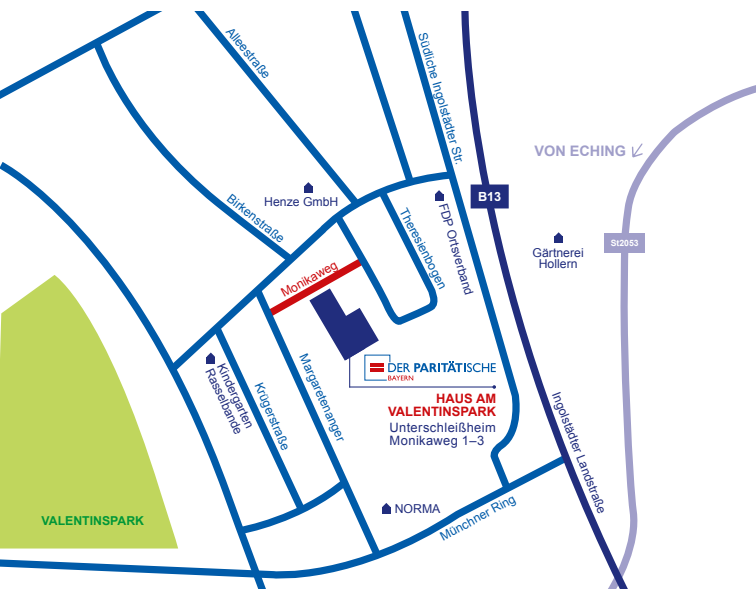 Alleestraße
Südliche Ingolstädter Str.
VON ECHING
B13
Henze GmbH
Birkenstraße
Theresienbogen
FDP Ortsverband
St2053
Gärtnerei
Hollern
Monikaweg
Kindergarten
Rasselbande
Krügerstraße
Margaretenanger
DER PARITÄTISCHE
BAYERN
HAUS AM
VALENTINSPARK
Unterschleißheim
Monikaweg 1–3
Ingolstädter Landstraße
NORMA
Münchner Ring
VALENTINSPARK